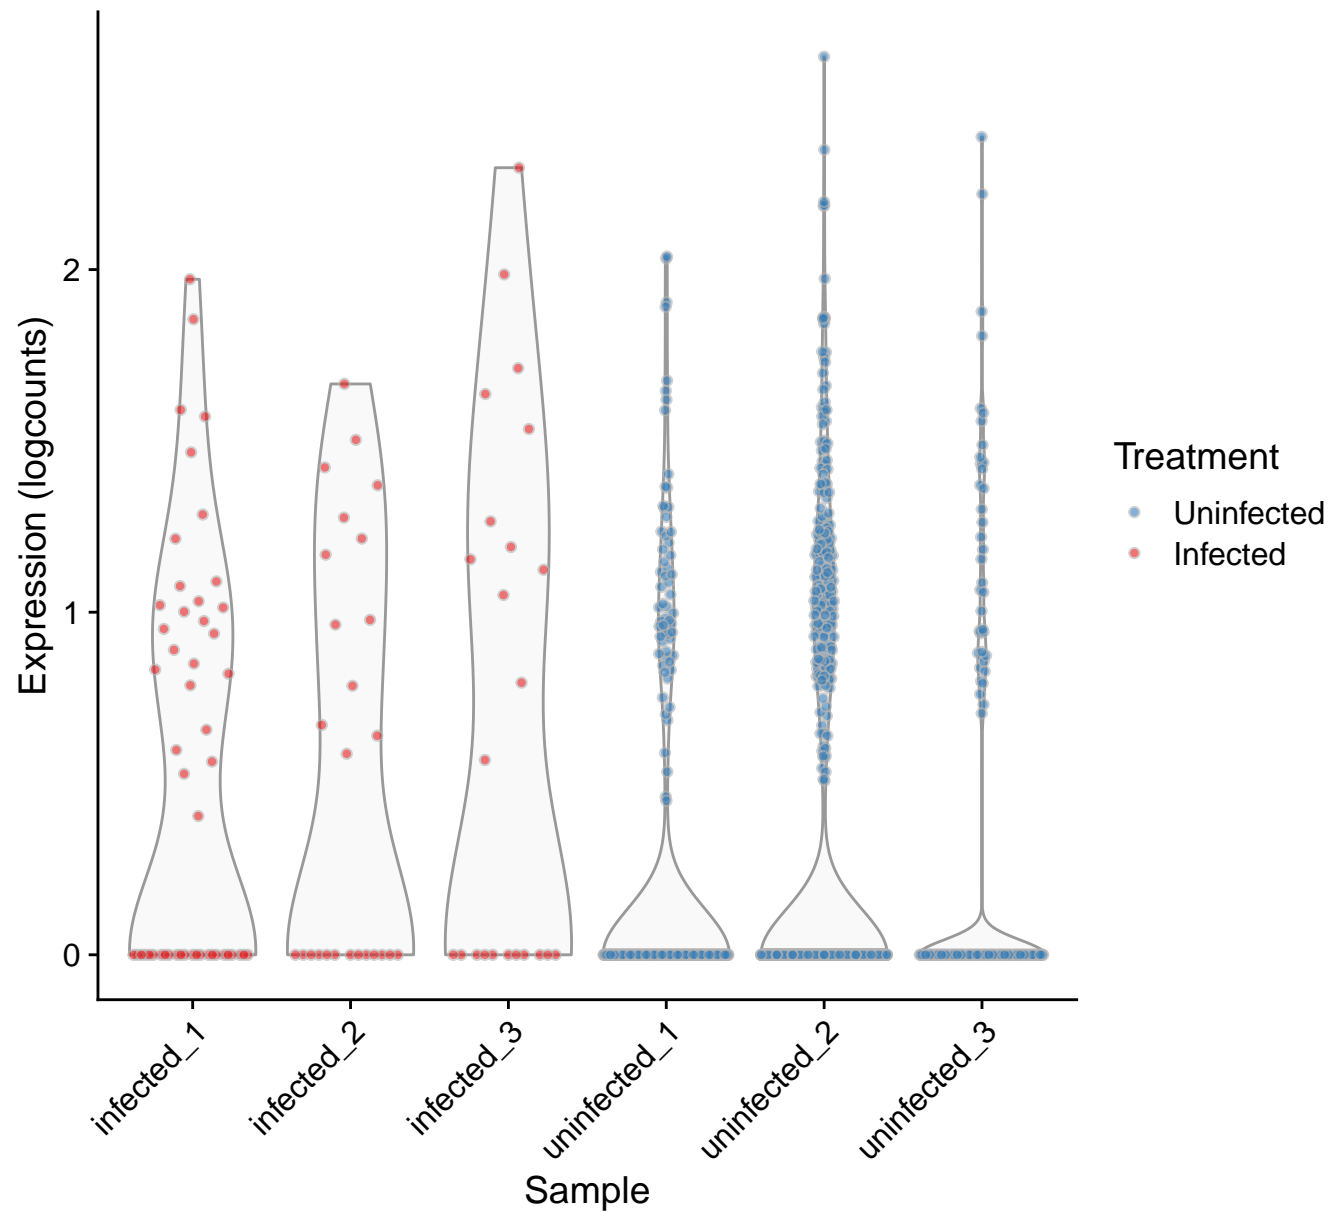 Expression (logcounts)
2
1
0
infected_1
infected_2
infected_3
uninfected_1
uninfected_2
uninfected_3
Sample
Treatment
Uninfected
Infected